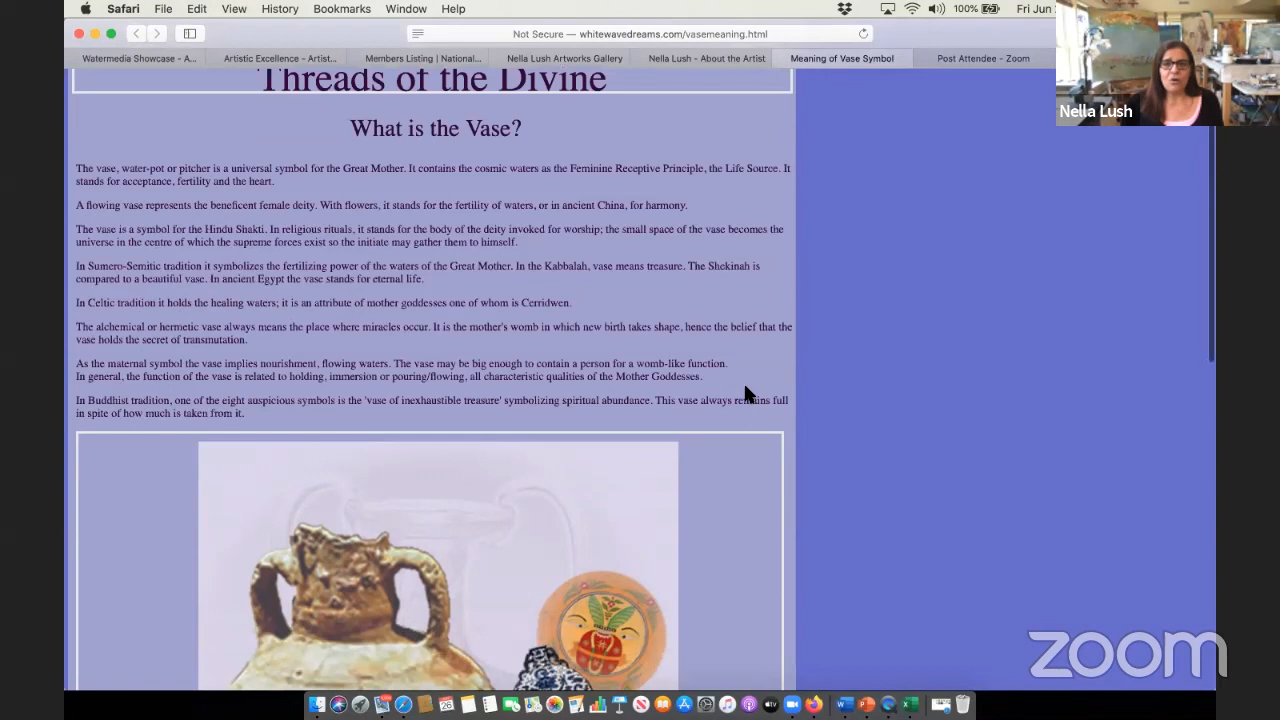 Safari File Edit View History Bookmarks Window Help 100% Fri Jun
Not Secure — whitewavedreams.com/vasemeaning.html
Watermedia Showcase - A... Artistic Excellence - Artist... Members Listing | National... Nella Lush Artworks Gallery Nella Lush - About the Artist Meaning of Vase Symbol Post Attendee - Zoom
Nella Lush
Threads of the Divine
What is the Vase?
The vase, water-pot or pitcher is a universal symbol for the Great Mother. It contains the cosmic waters as the Feminine Receptive Principle, the Life Source. It
stands for acceptance, fertility and the heart.
A flowing vase represents the beneficent female deity. With flowers, it stands for the fertility of waters, or in ancient China, for harmony.
The vase is a symbol for the Hindu Shakti. In religious rituals, it stands for the body of the deity invoked for worship; the small space of the vase becomes the
universe in the centre of which the supreme forces exist so the initiate may gather them to himself.
In Sumero-Semitic tradition it symbolizes the fertilizing power of the waters of the Great Mother. In the Kabbalah, vase means treasure. The Shekinah is
compared to a beautiful vase. In ancient Egypt the vase stands for eternal life.
In Celtic tradition it holds the healing waters; it is an attribute of mother goddesses one of whom is Cerridwen.
The alchemical or hermetic vase always means the place where miracles occur. It is the mother's womb in which new birth takes shape, hence the belief that the
vase holds the secret of transmutation.
As the maternal symbol the vase implies nourishment, flowing waters. The vase may be big enough to contain a person for a womb-like function.
In general, the function of the vase is related to holding, immersion or pouring/flowing, all characteristic qualities of the Mother Goddesses.
In Buddhist tradition, one of the eight auspicious symbols is the 'vase of inexhaustible treasure' symbolizing spiritual abundance. This vase always remains full
in spite of how much is taken from it.
zoom